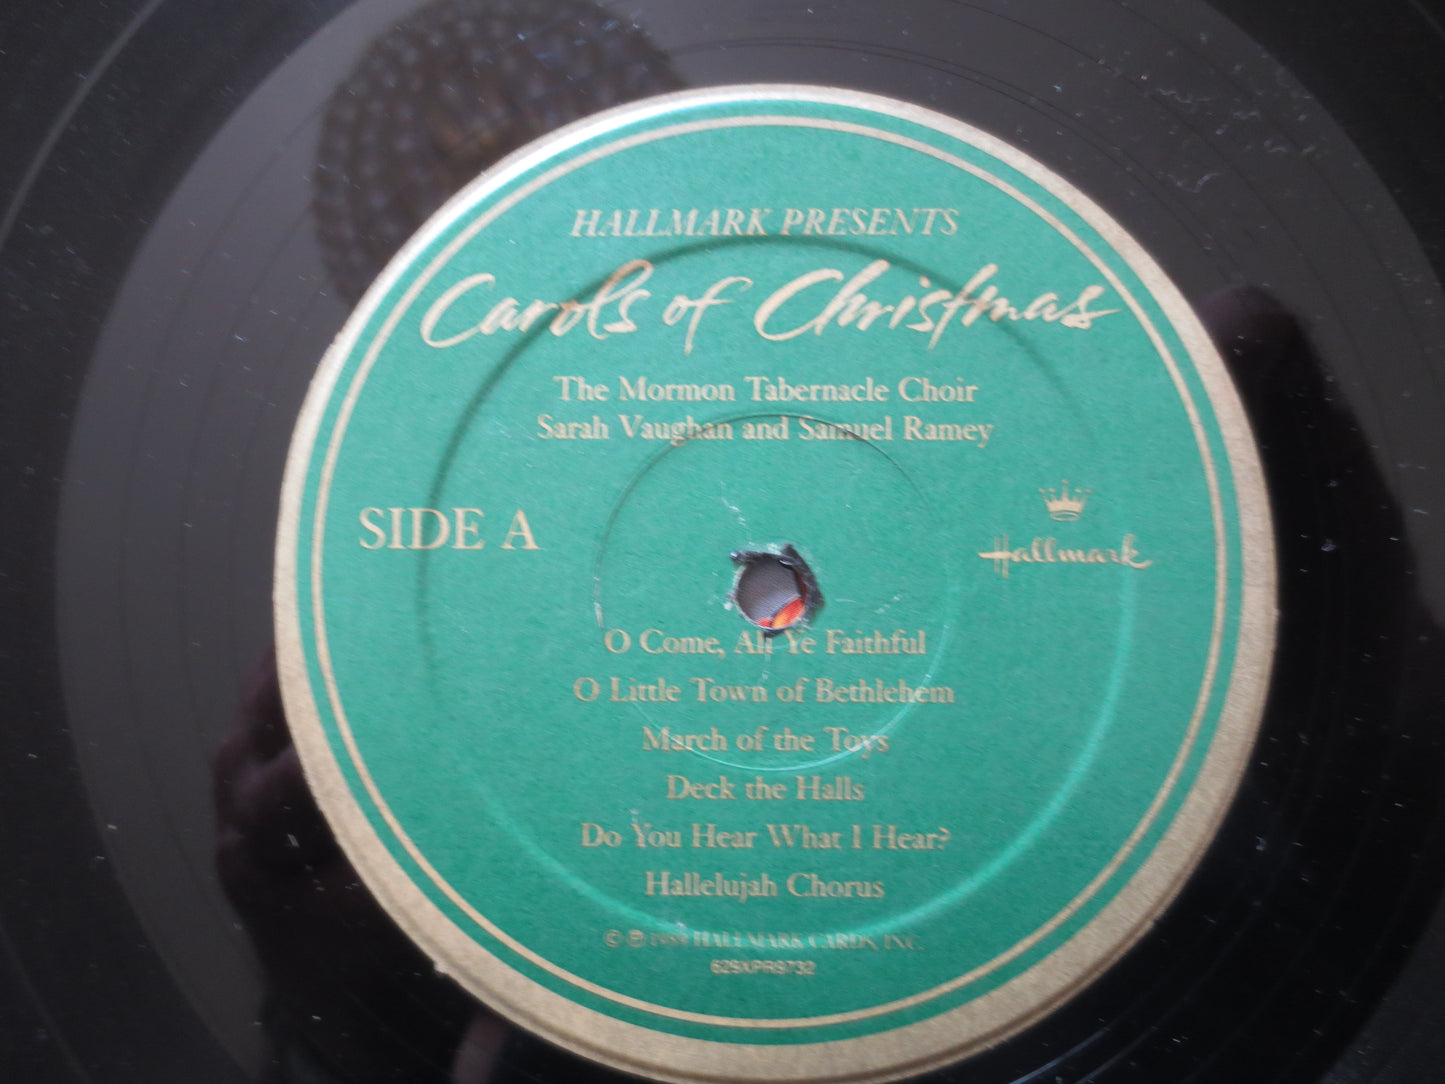 HALLMARK PRESENTS
Carols of Christmas
The Mormon Tabernacle Choir
Sarah Vaughan and Samuel Ramey
SIDE A
Hallmark
O Come, All Ye Faithful
O Little Town of Bethlehem
March of the Toys
Deck the Halls
Do You Hear What I Hear?
Hallelujah Chorus
© ℗ HALLMARK CARDS, INC.
629XPR9732